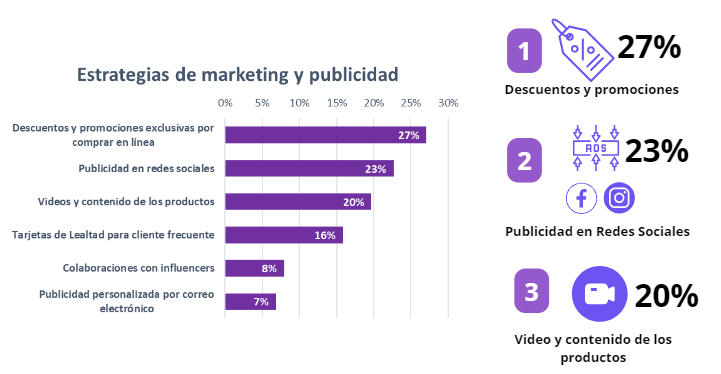 Estrategias de marketing y publicidad
0% 5% 10% 15% 20% 25% 30%
Descuentos y promociones exclusivas por
comprar en línea
27%
Publicidad en redes sociales
23%
Videos y contenido de los productos
20%
Tarjetas de Lealtad para cliente frecuente
16%
Colaboraciones con influencers
8%
Publicidad personalizada por correo
electrónico
7%
1
27%
Descuentos y promociones
2
ADS
23%
Publicidad en Redes Sociales
3
20%
Video y contenido de los
productos